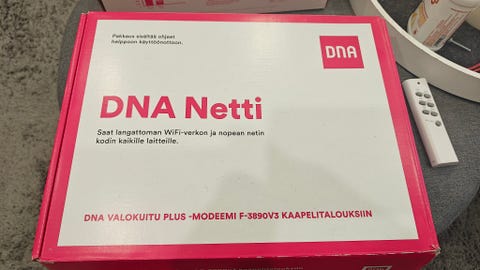 Pakkaus sisältää ohjeet
helppoon käyttöönottoon.
DNA
DNA Netti
Saat langattoman WiFi-verkon ja nopean netin
kodin kaikille laitteille.
DNA VALOKUITU PLUS -MODEEMI F-3890V3 KAAPELITALOUKSIIN